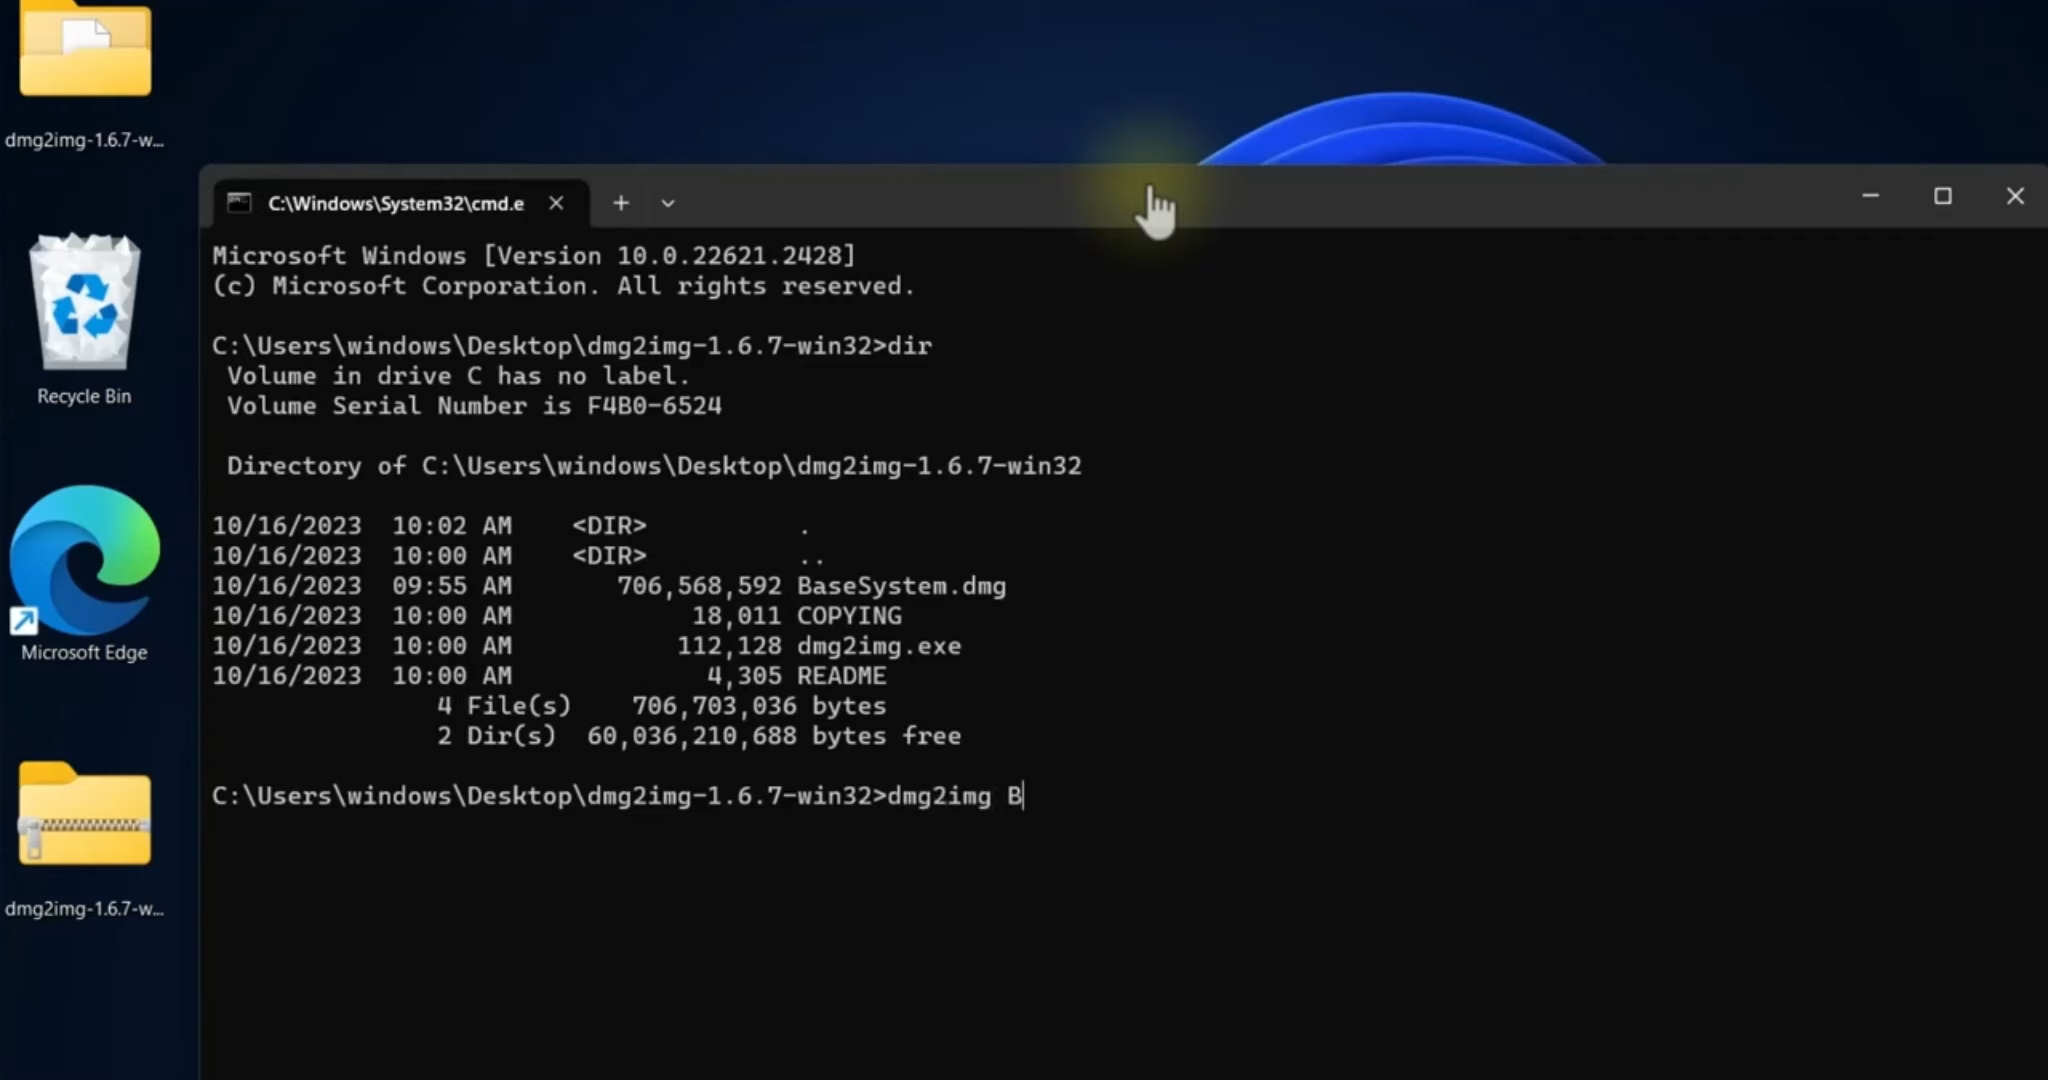 dmg2img-1.6.7-w...
Recycle Bin
Microsoft Edge
dmg2img-1.6.7-w...
C:\Windows\System32\cmd.e
Microsoft Windows [Version 10.0.22621.2428]
(c) Microsoft Corporation. All rights reserved.
C:\Users\windows\Desktop\dmg2img-1.6.7-win32>dir
Volume in drive C has no label.
Volume Serial Number is F4B0-6524
Directory of C:\Users\windows\Desktop\dmg2img-1.6.7-win32
10/16/2023  10:02 AM    <DIR>          .
10/16/2023  10:00 AM    <DIR>          ..
10/16/2023  09:55 AM       706,568,592 BaseSystem.dmg
10/16/2023  10:00 AM            18,011 COPYING
10/16/2023  10:00 AM           112,128 dmg2img.exe
10/16/2023  10:00 AM             4,305 README
4 File(s)    706,703,036 bytes
2 Dir(s)  60,036,210,688 bytes free
C:\Users\windows\Desktop\dmg2img-1.6.7-win32>dmg2img B